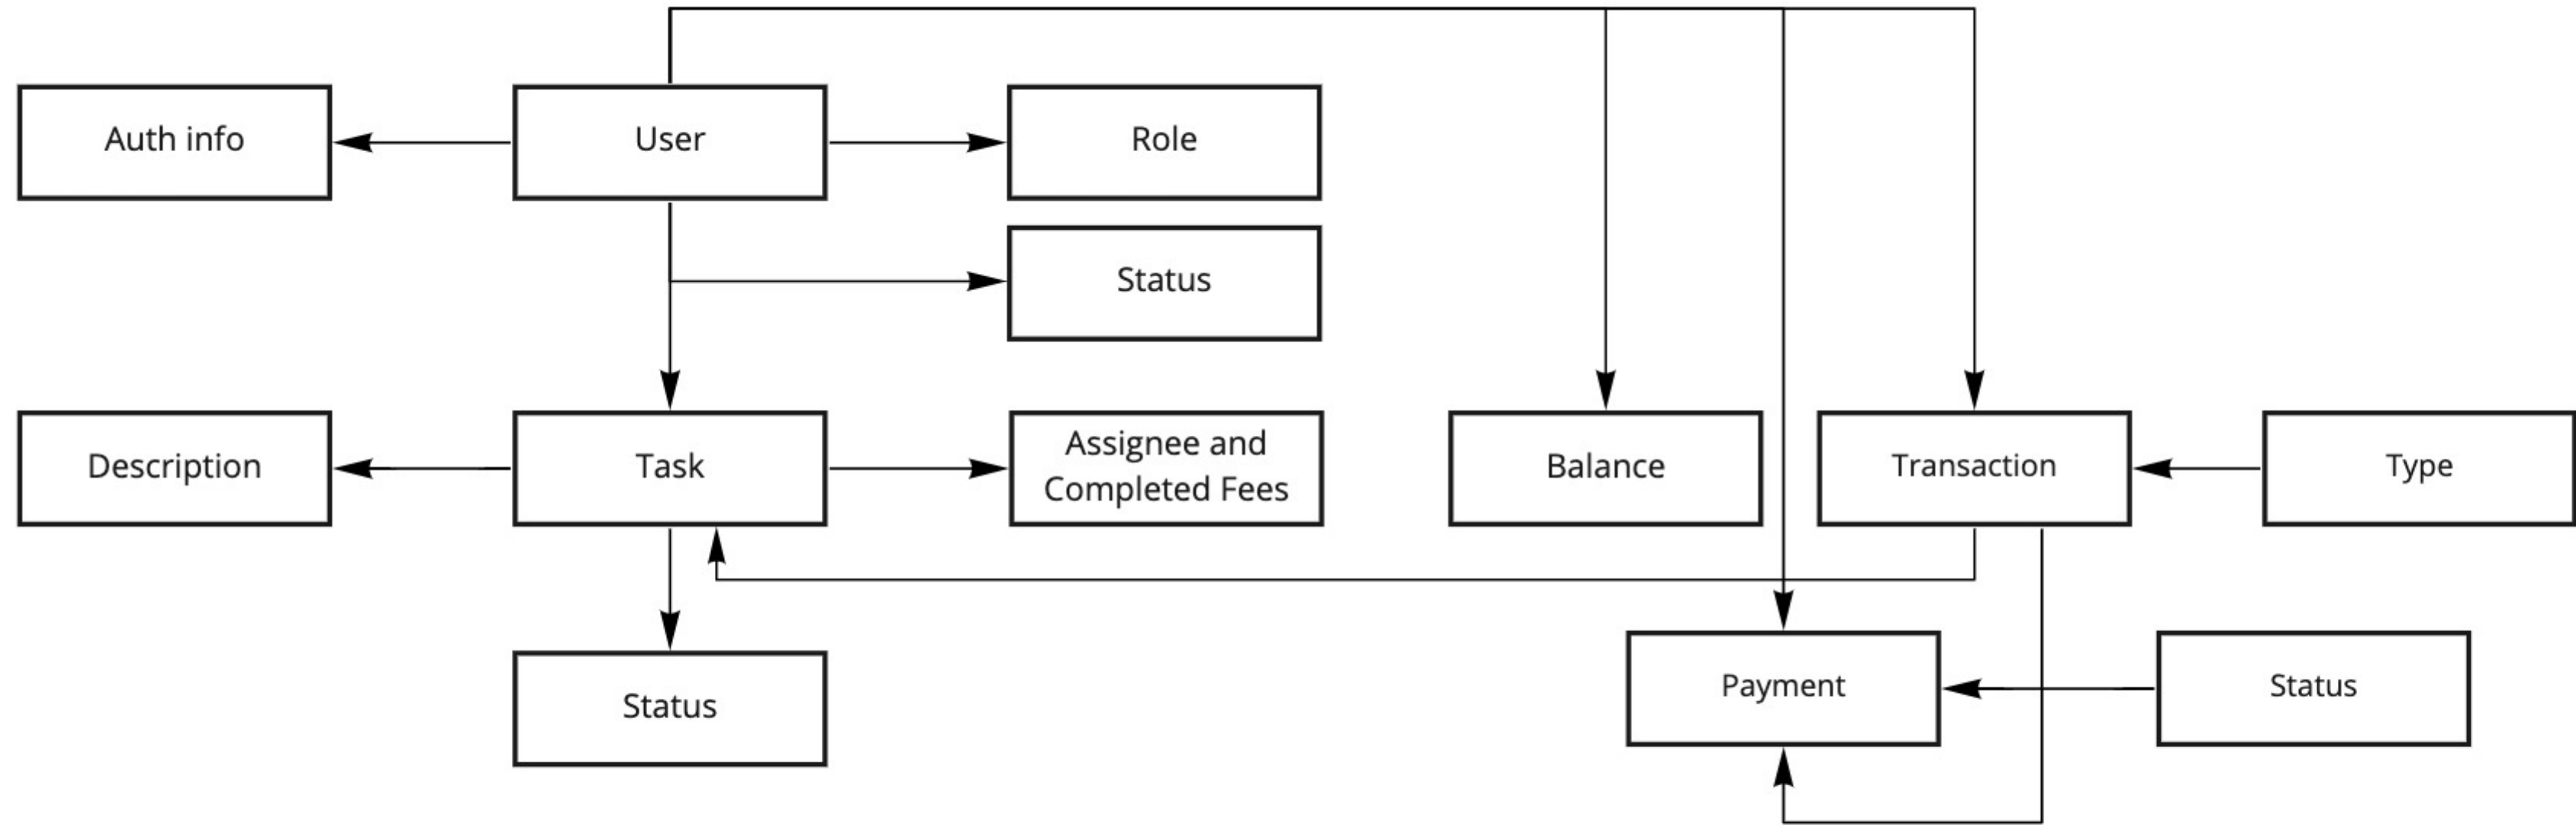 Auth info
User
Role
Status
Description
Task
Assignee and
Completed Fees
Balance
Transaction
Type
Status
Payment
Status